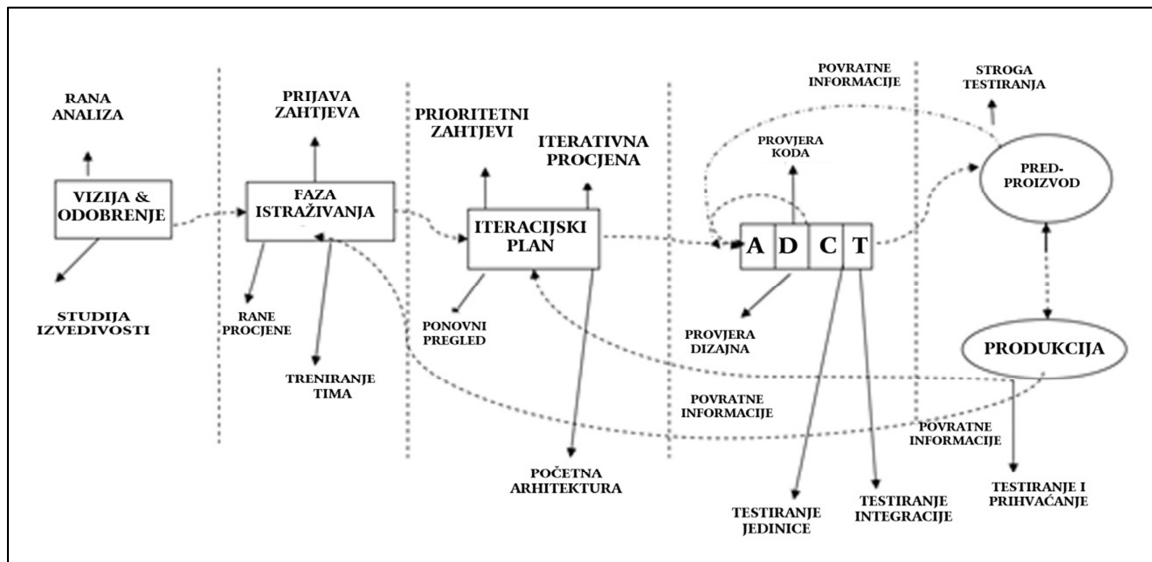 RANA
ANALIZA
VIZIJA &
ODOBRENJE
STUDIJA
IZVEDIVOSTI
PRIJAVA
ZAHTJEVA
FAZA
ISTRAŽIVANJA
RANE
PROCJENE
TRENIRANJE
TIMA
PRIORITETNI
ZAHTJEVI
ITERATIVNA
PROCJENA
ITERACIJSKI
PLAN
PONOVNI
PREGLED
POČETNA
ARHITEKTURA
POVRATNE
INFORMACIJE
PROVJERA
KODA
A D C T
PROVJERA
DIZAJNA
POVRATNE
INFORMACIJE
TESTIRANJE
JEDINICE
TESTIRANJE
INTEGRACIJE
STROGA
TESTIRANJA
PRED-
PROIZVOD
PRODUKCIJA
POVRATNE
INFORMACIJE
TESTIRANJE I
PRIHVAĆANJE